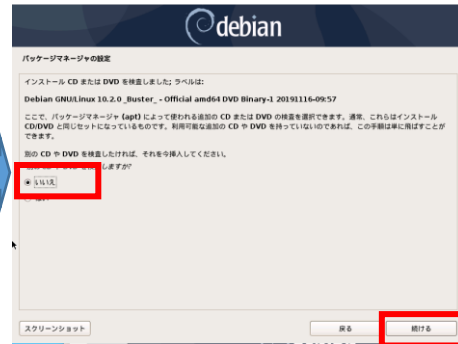 debian
パッケージマネージャの設定
インストール CD または DVD を検査しました; ラベルは:
Debian GNU/Linux 10.2.0 _Buster_ - Official amd64 DVD Binary-1 20191116-09:57
ここで、パッケージマネージャ (apt) によって使われる追加の CD または DVD の検査を選択できます。通常、これらはインストール
CD/DVD と同じセットになっているものです。利用可能な追加の CD や DVD を持っていないのであれば、この手順は単に飛ばすことが
できます。
別の CD や DVD を検査したければ、それを今挿入してください。
しますか?
いいえ
スクリーンショット
戻る
続ける